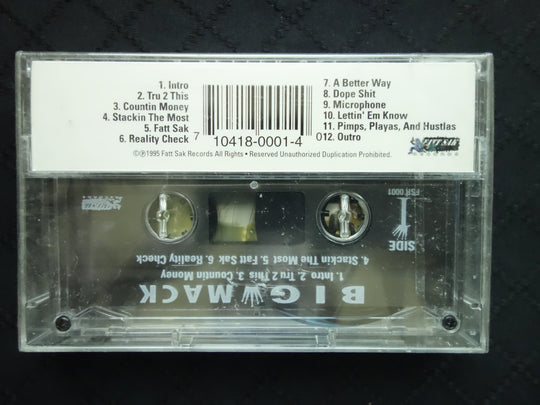 1. Intro
2. Tru 2 This
3. Countin Money
4. Stackin The Most
5. Fatt Sak
6. Reality Check
7 10418-0001-4 0
7. A Better Way
8. Dope Shit
9. Microphone
10. Lettin' Em Know
11. Pimps, Playas, And Hustlas
12. Outro
FATT SAK
RECORDS
©℗1995 Fatt Sak Records All Rights • Reserved Unauthorized Duplication Prohibited.
BIG MACK
1. Intro 2. Tru 2 This 3. Countin Money
4. Stackin The Most 5. Fatt Sak 6. Reality Check
SIDE
1
FSR 0001